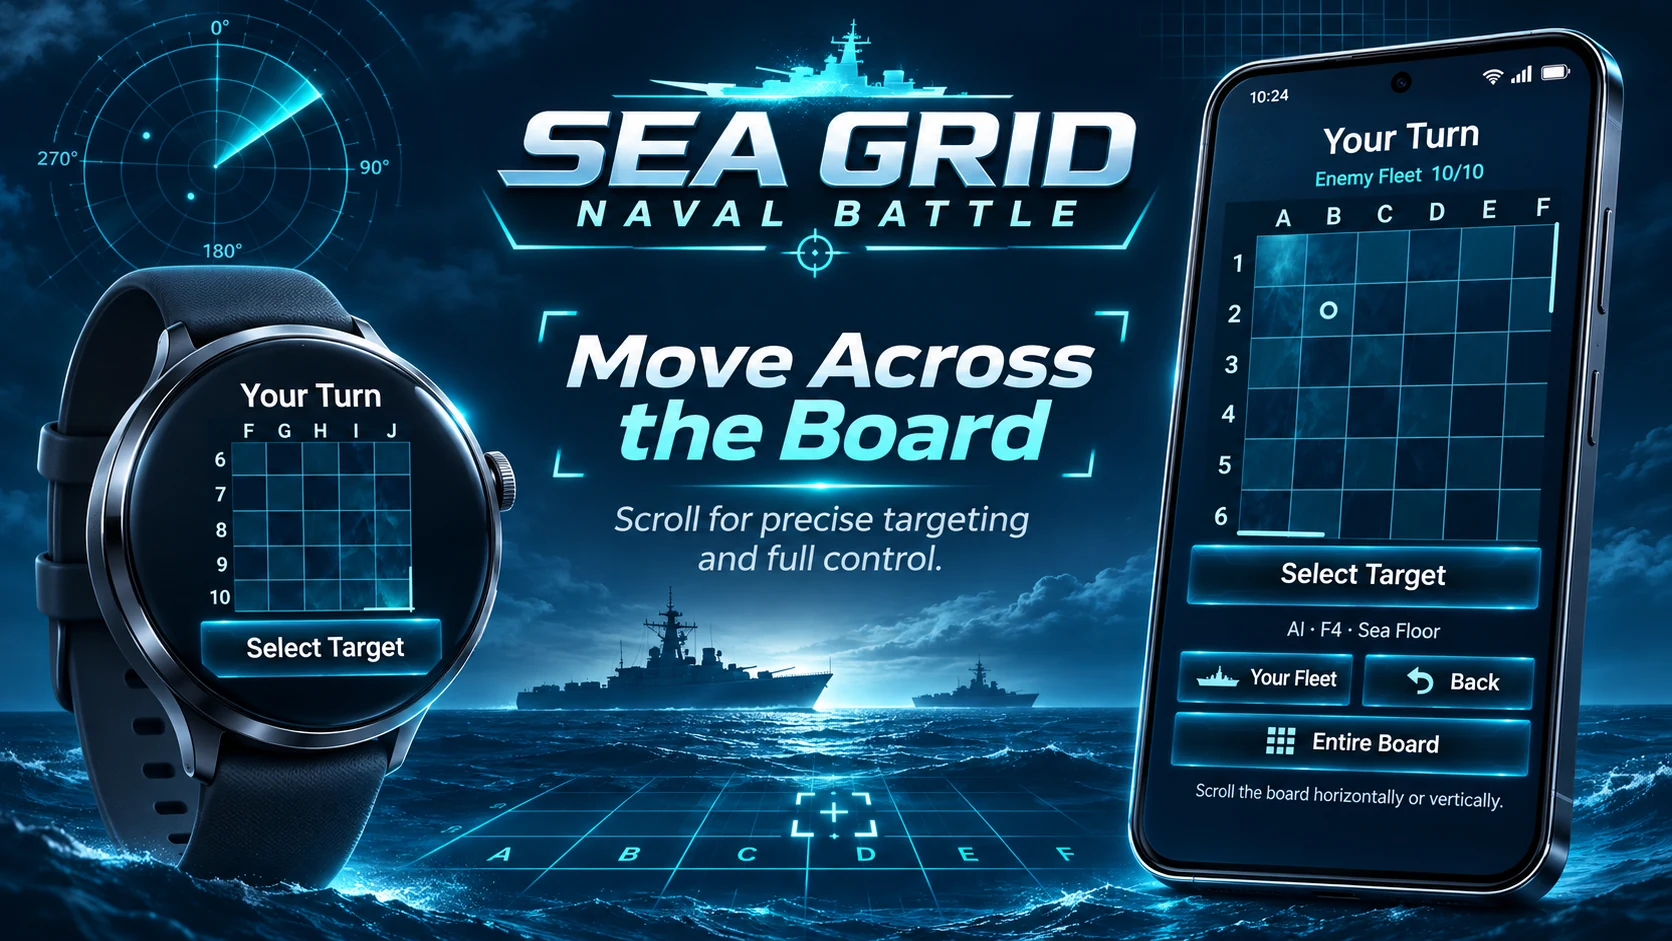 0°
270°
90°
180°
SEA GRID
NAVAL BATTLE
Move Across
the Board
Scroll for precise targeting
and full control.
Your Turn
F G H I J
6
7
8
9
10
Select Target
10:24
Your Turn
Enemy Fleet 10/10
A B C D E F
1
2
3
4
5
6
Select Target
AI · F4 · Sea Floor
Your Fleet
Back
Entire Board
Scroll the board horizontally or vertically.
A B C D E F